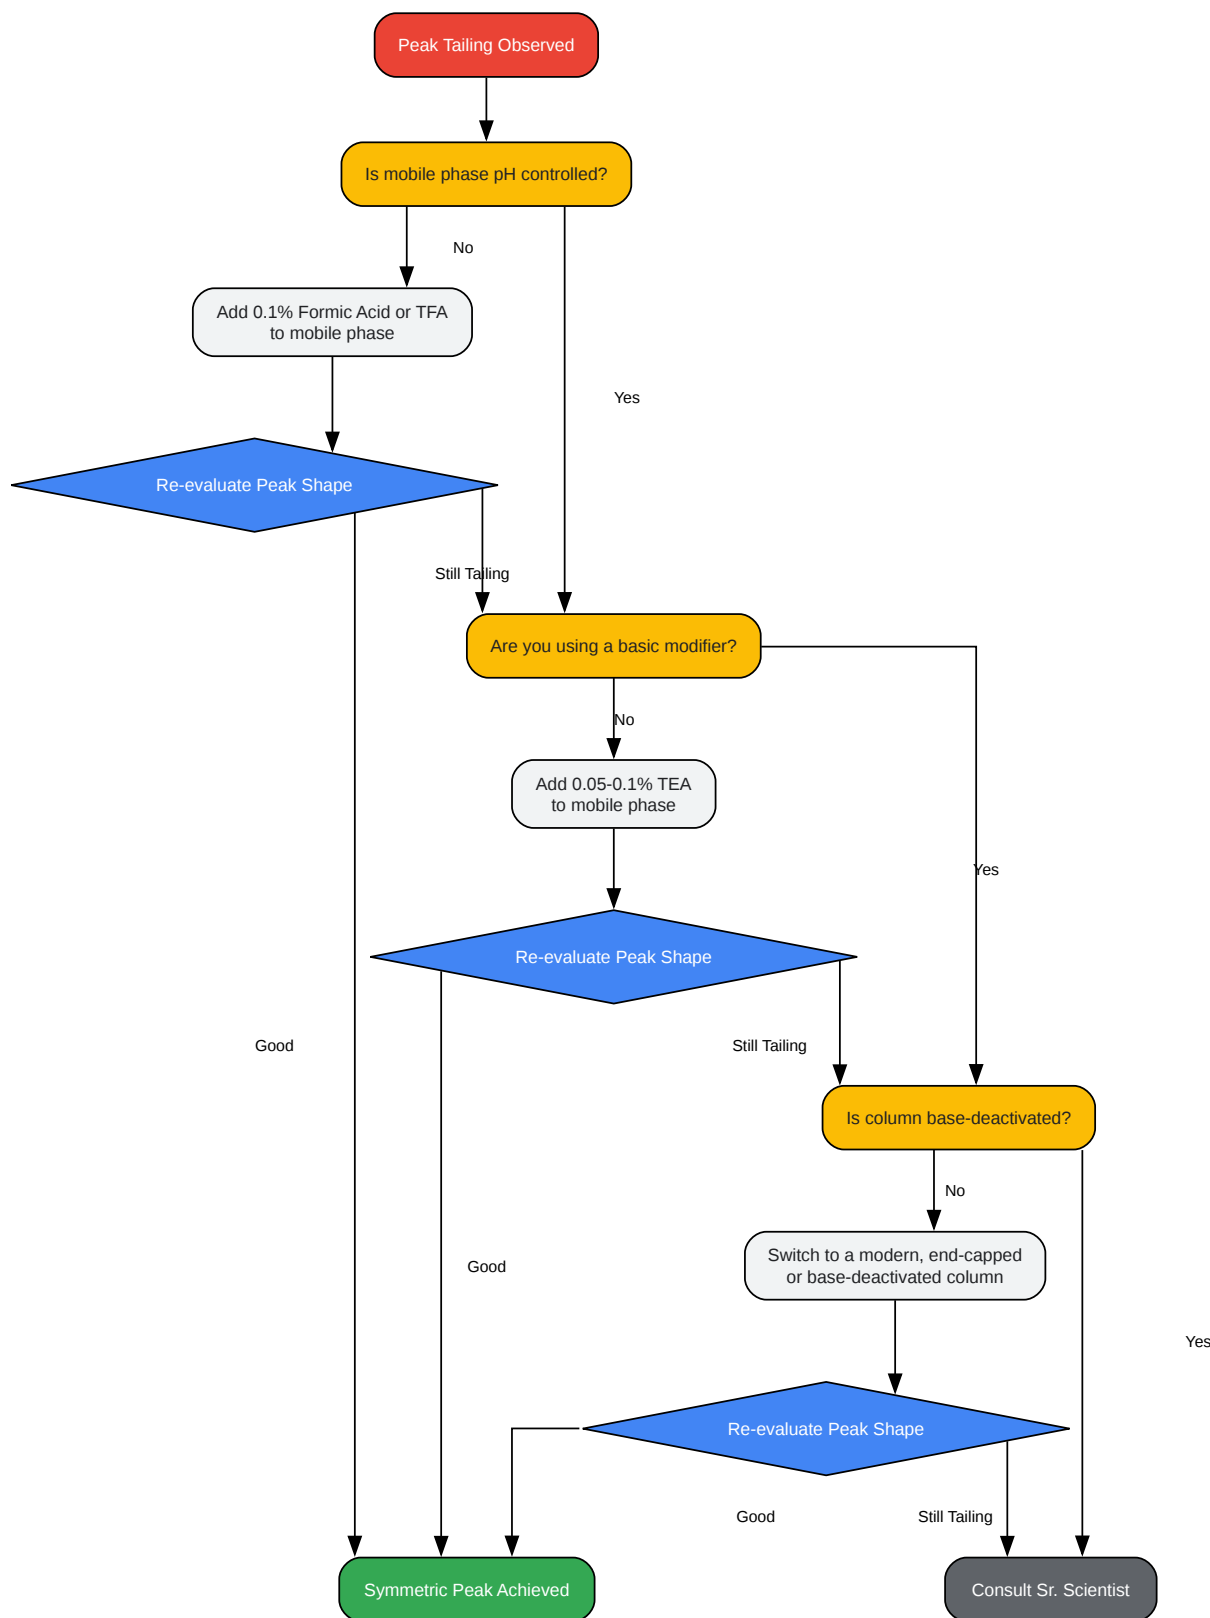 Peak Tailing Observed
Is mobile phase pH controlled?
No
Add 0.1% Formic Acid or TFA
to mobile phase
Yes
Re-evaluate Peak Shape
Still Tailing
Are you using a basic modifier?
No
Add 0.05-0.1% TEA
to mobile phase
Yes
Re-evaluate Peak Shape
Good
Still Tailing
Is column base-deactivated?
No
Switch to a modern, end-capped
or base-deactivated column
Good
Yes
Re-evaluate Peak Shape
Good
Still Tailing
Symmetric Peak Achieved
Consult Sr. Scientist